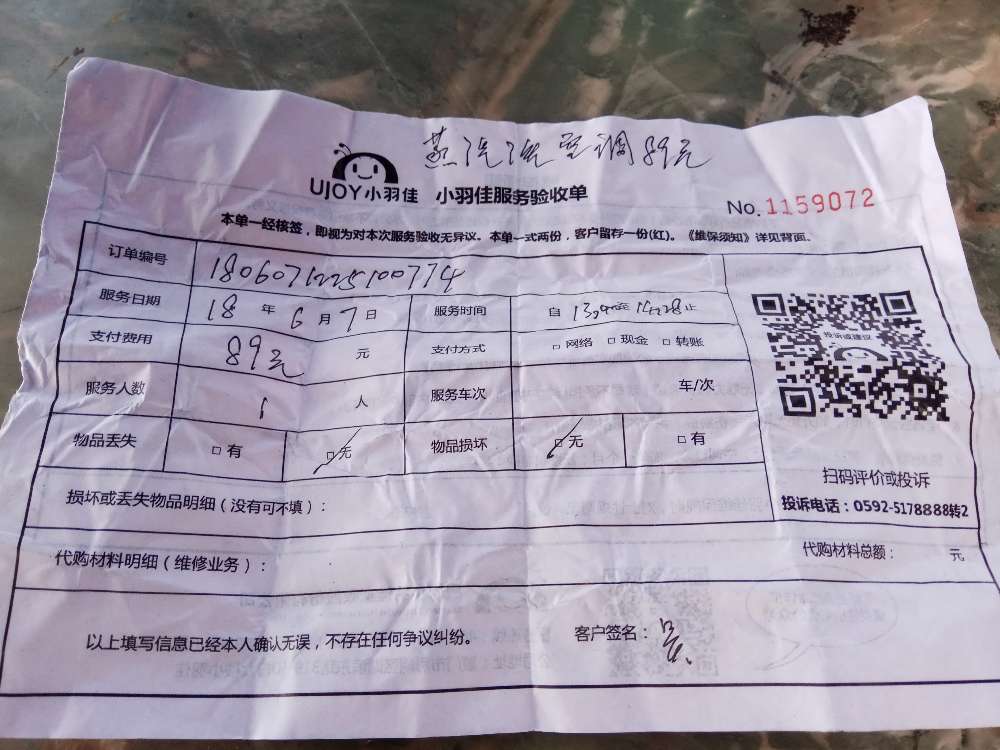 蒸汽洗空调89元
UJOY小羽佳 小羽佳服务验收单
No.1159072
本单一经核签，即视为对本次服务验收无异议。本单一式两份，客户留存一份(红)。《维保须知》详见背面。
订单编号 1806071225100774
服务日期 18 年 6 月 7 日 服务时间 自 至 止
支付费用 89元 元 支付方式 □网络 □现金 □转账
服务人数 1 人 服务车次 车/次
物品丢失 □有 □无 物品损坏 □无 □有
投诉或建议
扫码评价或投诉
投诉电话：0592-5178888转2
损坏或丢失物品明细（没有可不填）：
代购材料明细（维修业务）： 代购材料总额： 元
以上填写信息已经本人确认无误，不存在任何争议纠纷。 客户签名： 吴